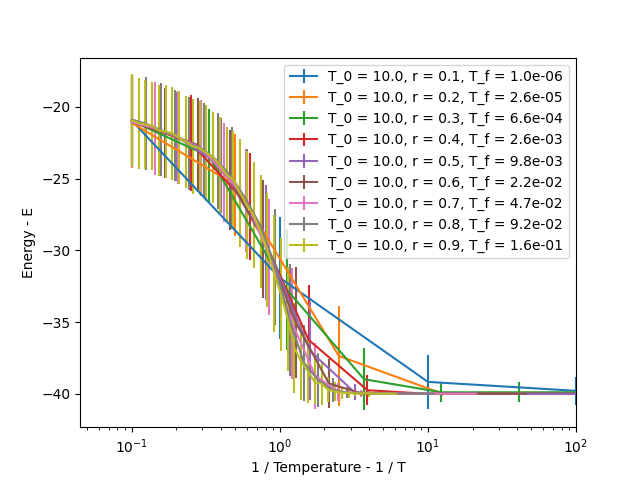 T_0 = 10.0, r = 0.1, T_f = 1.0e-06
T_0 = 10.0, r = 0.2, T_f = 2.6e-05
T_0 = 10.0, r = 0.3, T_f = 6.6e-04
T_0 = 10.0, r = 0.4, T_f = 2.6e-03
T_0 = 10.0, r = 0.5, T_f = 9.8e-03
T_0 = 10.0, r = 0.6, T_f = 2.2e-02
T_0 = 10.0, r = 0.7, T_f = 4.7e-02
T_0 = 10.0, r = 0.8, T_f = 9.2e-02
T_0 = 10.0, r = 0.9, T_f = 1.6e-01
Energy - E
−20
−25
−30
−35
−40
10⁻¹ 10⁰ 10¹ 10²
1 / Temperature - 1 / T